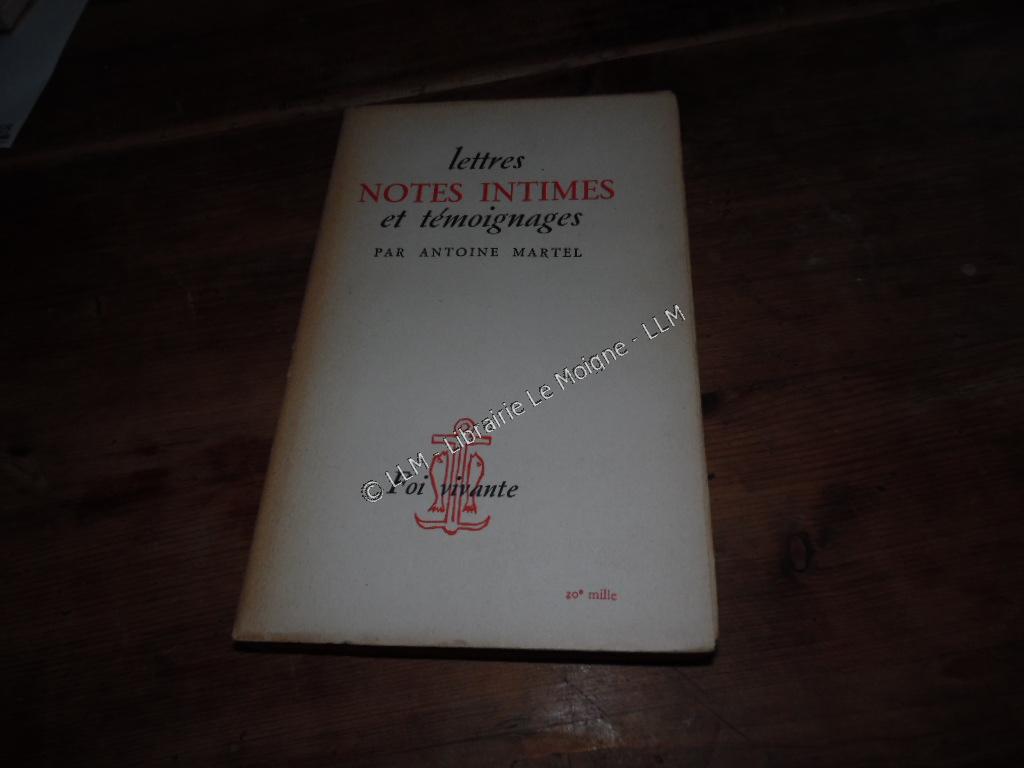 lettres
NOTES INTIMES
et témoignages
PAR ANTOINE MARTEL
© LLM - Librairie Le Moigne - LLM
Foi vivante
20e mille